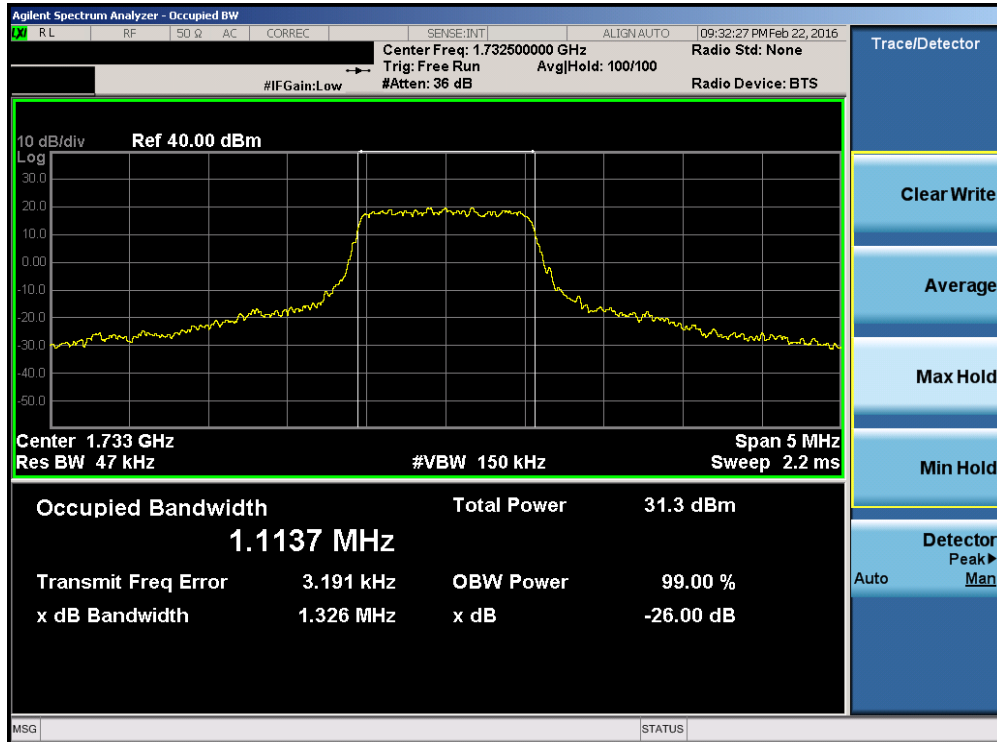 Agilent Spectrum Analyzer - Occupied BW
LXI RL RF 50 Ω AC CORREC SENSE:INT ALIGN AUTO 09:32:27 PM Feb 22, 2016
Center Freq: 1.732500000 GHz Radio Std: None
Trig: Free Run Avg|Hold: 100/100
#IFGain:Low #Atten: 36 dB Radio Device: BTS
10 dB/div Ref 40.00 dBm
Log
30.0
20.0
10.0
0.00
-10.0
-20.0
-30.0
-40.0
-50.0
Center 1.733 GHz Span 5 MHz
Res BW 47 kHz #VBW 150 kHz Sweep 2.2 ms
Occupied Bandwidth Total Power 31.3 dBm
1.1137 MHz
Transmit Freq Error 3.191 kHz OBW Power 99.00 %
x dB Bandwidth 1.326 MHz x dB -26.00 dB
MSG STATUS
Trace/Detector
Clear Write
Average
Max Hold
Min Hold
Detector
Peak▶
Auto Man